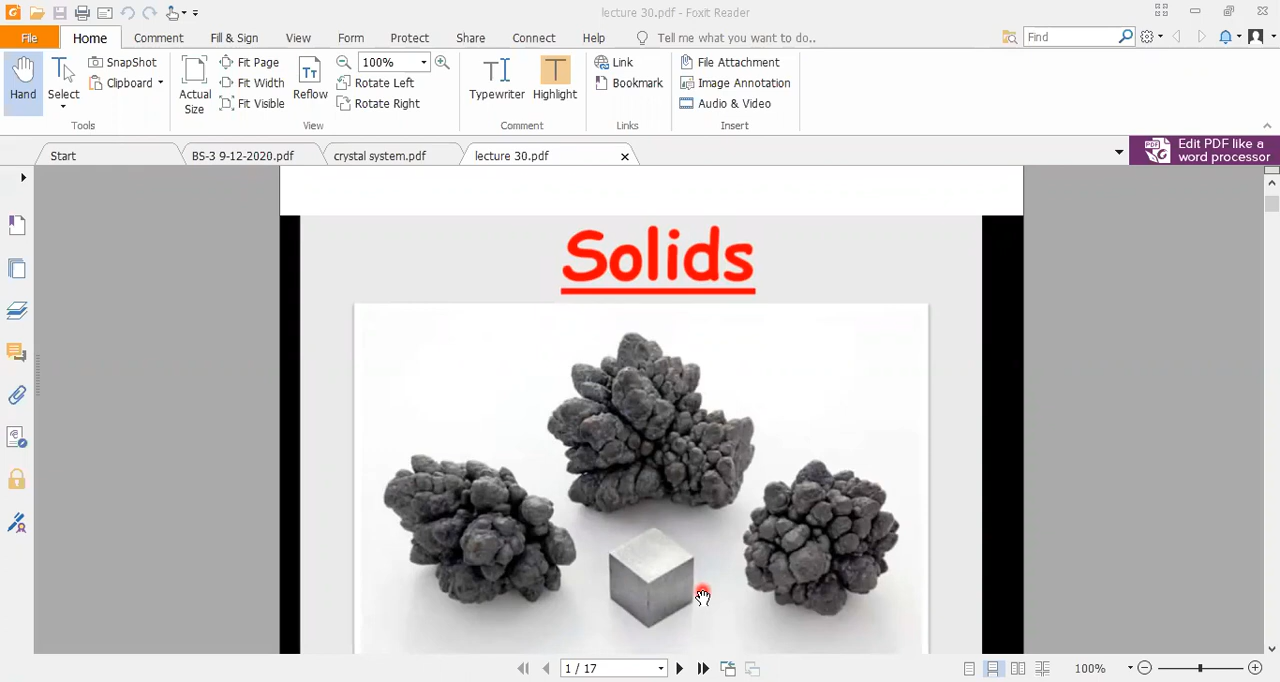 lecture 30.pdf - Foxit Reader
File Home Comment Fill & Sign View Form Protect Share Connect Help Tell me what you want to do.. Find
Hand
Select
SnapShot
Clipboard
Tools
Actual Size
Fit Page
Fit Width
Fit Visible
Reflow
100%
Rotate Left
Rotate Right
View
Typewriter
Highlight
Comment
Link
Bookmark
Links
File Attachment
Image Annotation
Audio & Video
Insert
Start BS-3 9-12-2020.pdf crystal system.pdf lecture 30.pdf
Edit PDF like a
word processor
Solids
1 / 17
100%